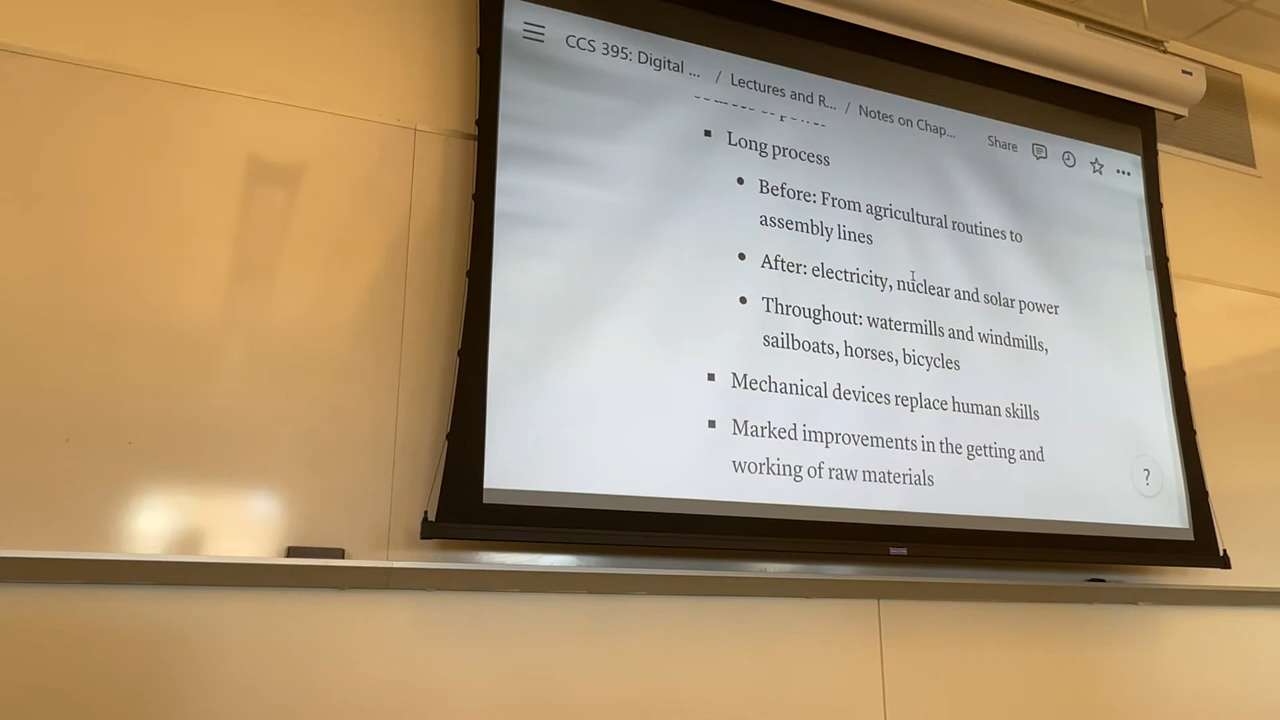 CCS 395: Digital ... / Lectures and R... / Notes on Chap... Share
Long process
Before: From agricultural routines to
assembly lines
After: electricity, nuclear and solar power
Throughout: watermills and windmills,
sailboats, horses, bicycles
Mechanical devices replace human skills
Marked improvements in the getting and
working of raw materials
?